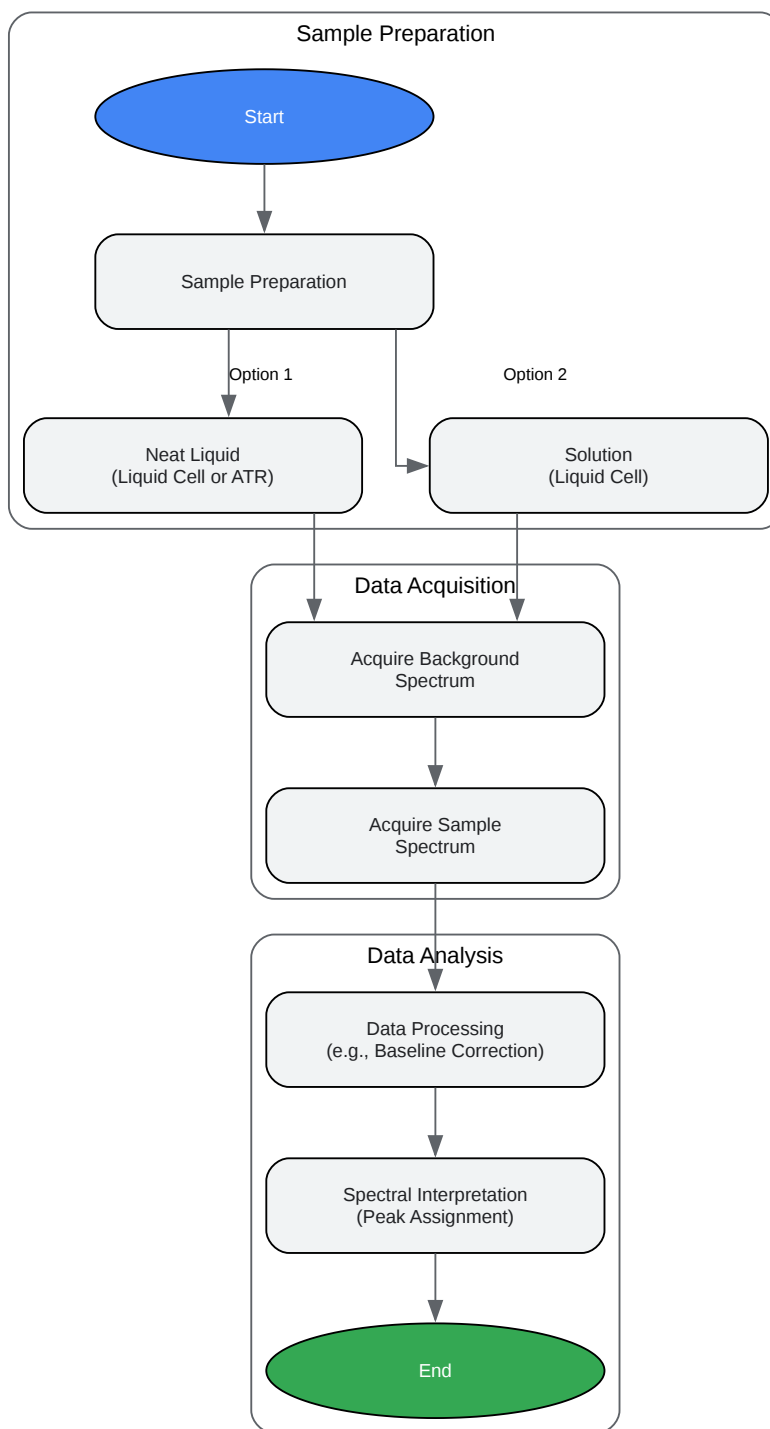 Sample Preparation
Start
Sample Preparation
Option 1
Option 2
Neat Liquid
(Liquid Cell or ATR)
Solution
(Liquid Cell)
Data Acquisition
Acquire Background
Spectrum
Acquire Sample
Spectrum
Data Analysis
Data Processing
(e.g., Baseline Correction)
Spectral Interpretation
(Peak Assignment)
End